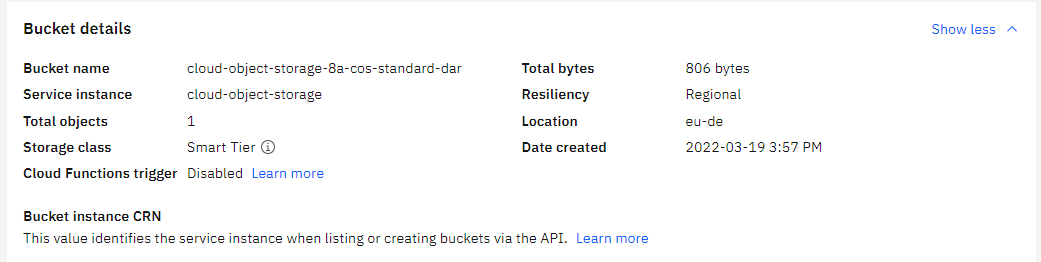 Bucket details
Show less
Bucket name cloud-object-storage-8a-cos-standard-dar Total bytes 806 bytes
Service instance cloud-object-storage Resiliency Regional
Total objects 1 Location eu-de
Storage class Smart Tier Date created 2022-03-19 3:57 PM
Cloud Functions trigger Disabled Learn more
Bucket instance CRN
This value identifies the service instance when listing or creating buckets via the API. Learn more